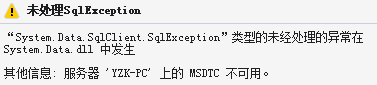 未处理SqlException
“System.Data.SqlClient.SqlException”类型的未经处理的异常在
System.Data.dll 中发生
其他信息: 服务器 'YZK-PC' 上的 MSDTC 不可用。